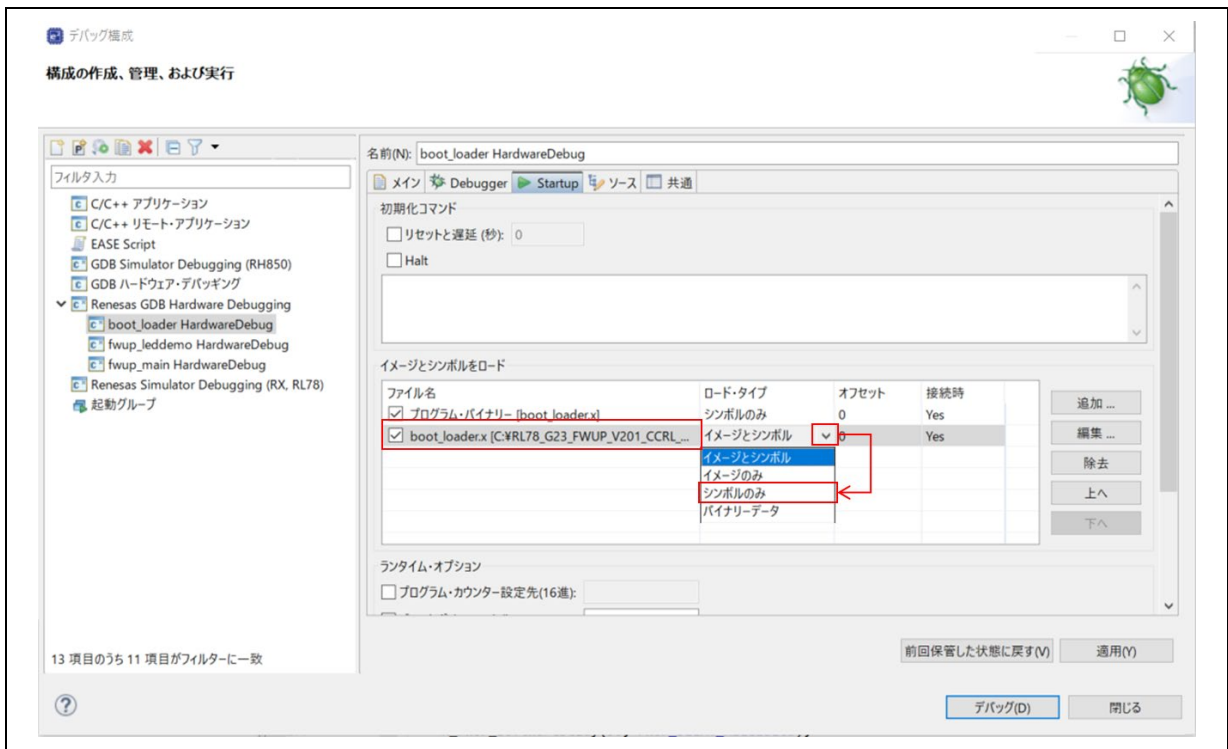 デバッグ構成
構成の作成、管理、および実行
フィルタ入力
C/C++ アプリケーション
C/C++ リモート・アプリケーション
EASE Script
GDB Simulator Debugging (RH850)
GDB ハードウェア・デバッギング
Renesas GDB Hardware Debugging
boot_loader HardwareDebug
fwup_leddemo HardwareDebug
fwup_main HardwareDebug
Renesas Simulator Debugging (RX, RL78)
起動グループ
13 項目のうち 11 項目がフィルターに一致
名前(N): boot_loader HardwareDebug
メイン Debugger Startup ソース 共通
初期化コマンド
リセットと遅延 (秒): 0
Halt
イメージとシンボルをロード
ファイル名 ロード・タイプ オフセット 接続時
プログラム・バイナリー [boot_loader.x] シンボルのみ 0 Yes
boot_loader.x [C:¥RL78_G23_FWUP_V201_CCRL_... イメージとシンボル 0 Yes
イメージとシンボル
イメージのみ
シンボルのみ
バイナリーデータ
追加 ...
編集 ...
除去
上へ
下へ
ランタイム・オプション
プログラム・カウンター設定先(16進):
前回保管した状態に戻す(V) 適用(Y)
デバッグ(D) 閉じる